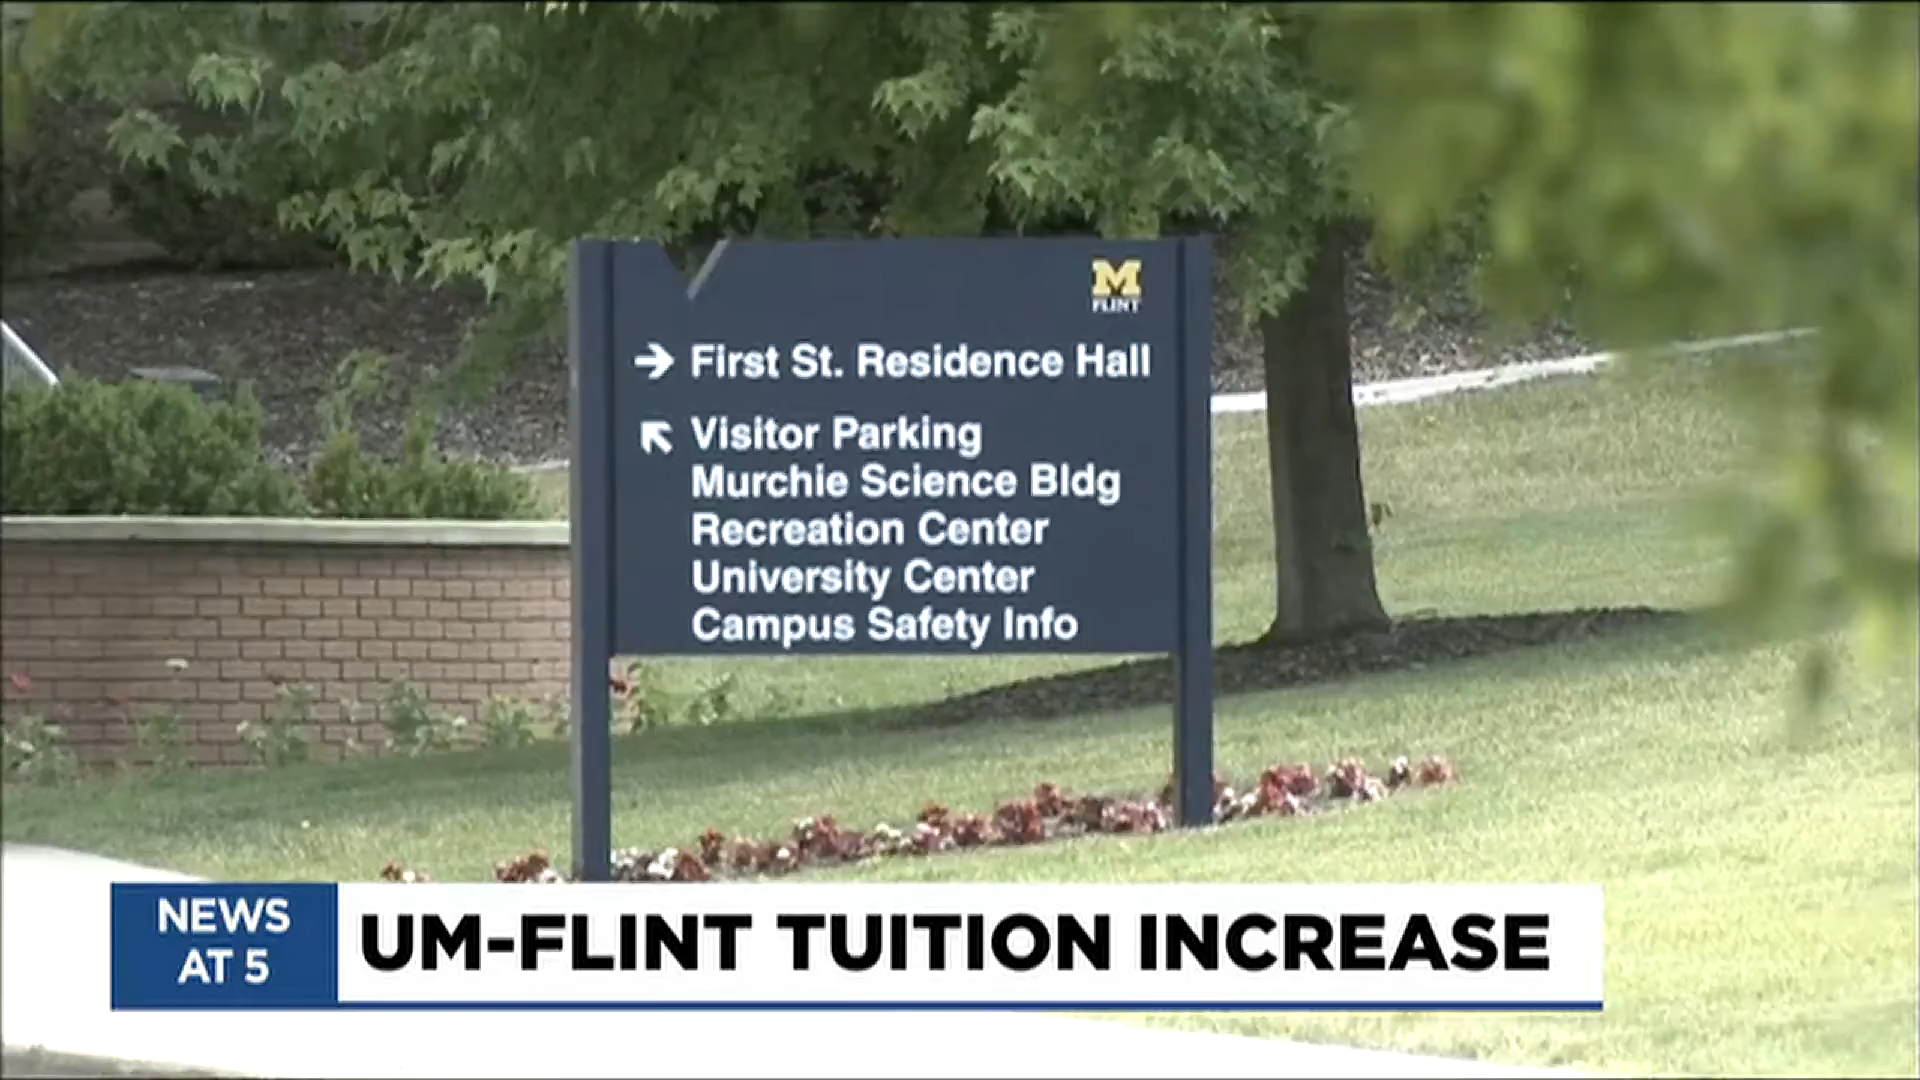 M
FLINT
→ First St. Residence Hall
↖ Visitor Parking
Murchie Science Bldg
Recreation Center
University Center
Campus Safety Info
NEWS
AT 5
UM-FLINT TUITION INCREASE